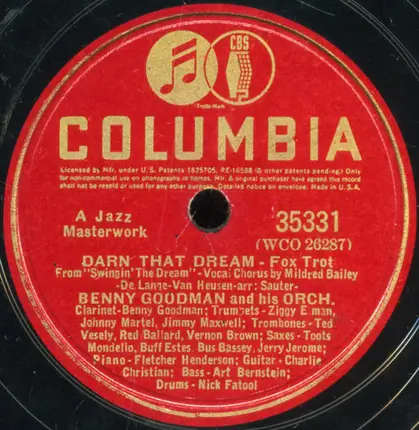 CBS
Trade Mark
COLUMBIA
Licensed by Mfr. under U.S. Patents 1625705, RE-16588 (& other patents pending) Only
for non-commercial use on phonographs in homes. Mfr. & original purchaser have agreed this record
shall not be resold or used for any other purpose. Detailed notice on envelope. Made in U.S.A.
A Jazz
Masterwork
35331
(WCO 26287)
DARN THAT DREAM - Fox Trot
From "Swingin' The Dream" - Vocal Chorus by Mildred Bailey
-De Lange-Van Heusen-arr: Sauter-
BENNY GOODMAN and his ORCH.
Clarinet-Benny Goodman; Trumpets - Ziggy Elman,
Johnny Martel, Jimmy Maxwell; Trombones - Ted
Vesely, Red Ballard, Vernon Brown; Saxes - Toots
Mondello, Buff Estes, Bus Bassey, Jerry Jerome;
Piano - Fletcher Henderson; Guitar - Charlie
Christian; Bass - Art Bernstein;
Drums - Nick Fatool